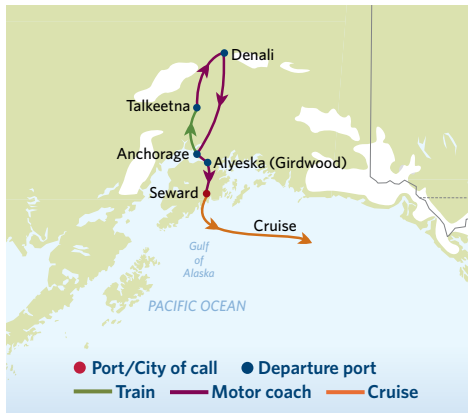 Denali
Talkeetna
Anchorage
Alyeska (Girdwood)
Seward
Cruise
Gulf
of
Alaska
PACIFIC OCEAN
Port/City of call
Departure port
Train
Motor coach
Cruise